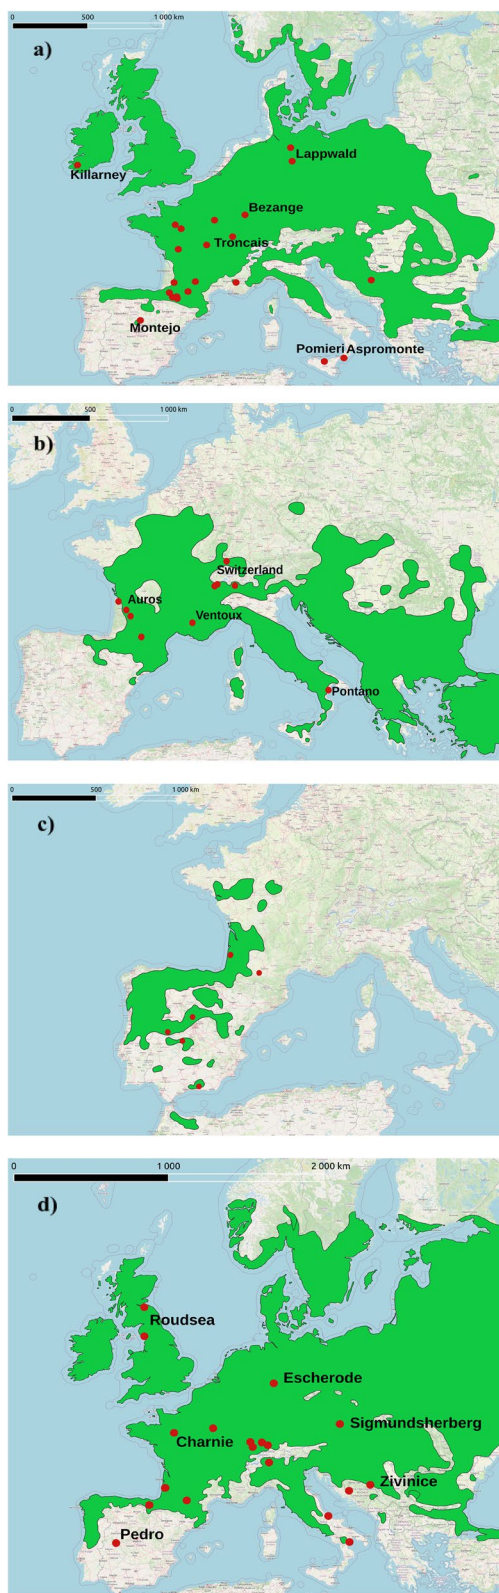 0 500 1 000 km
a)
Lappwald
Killarney
Bezange
Troncais
Montejo
Pomieri Aspromonte
0 500 1 000 km
b)
Switzerland
Auros
Ventoux
Pontano
0 500 1 000 km
c)
0 1 000 2 000 km
d)
Roudsea
Escherode
Sigmundsherberg
Charnie
Zivinice
Pedro